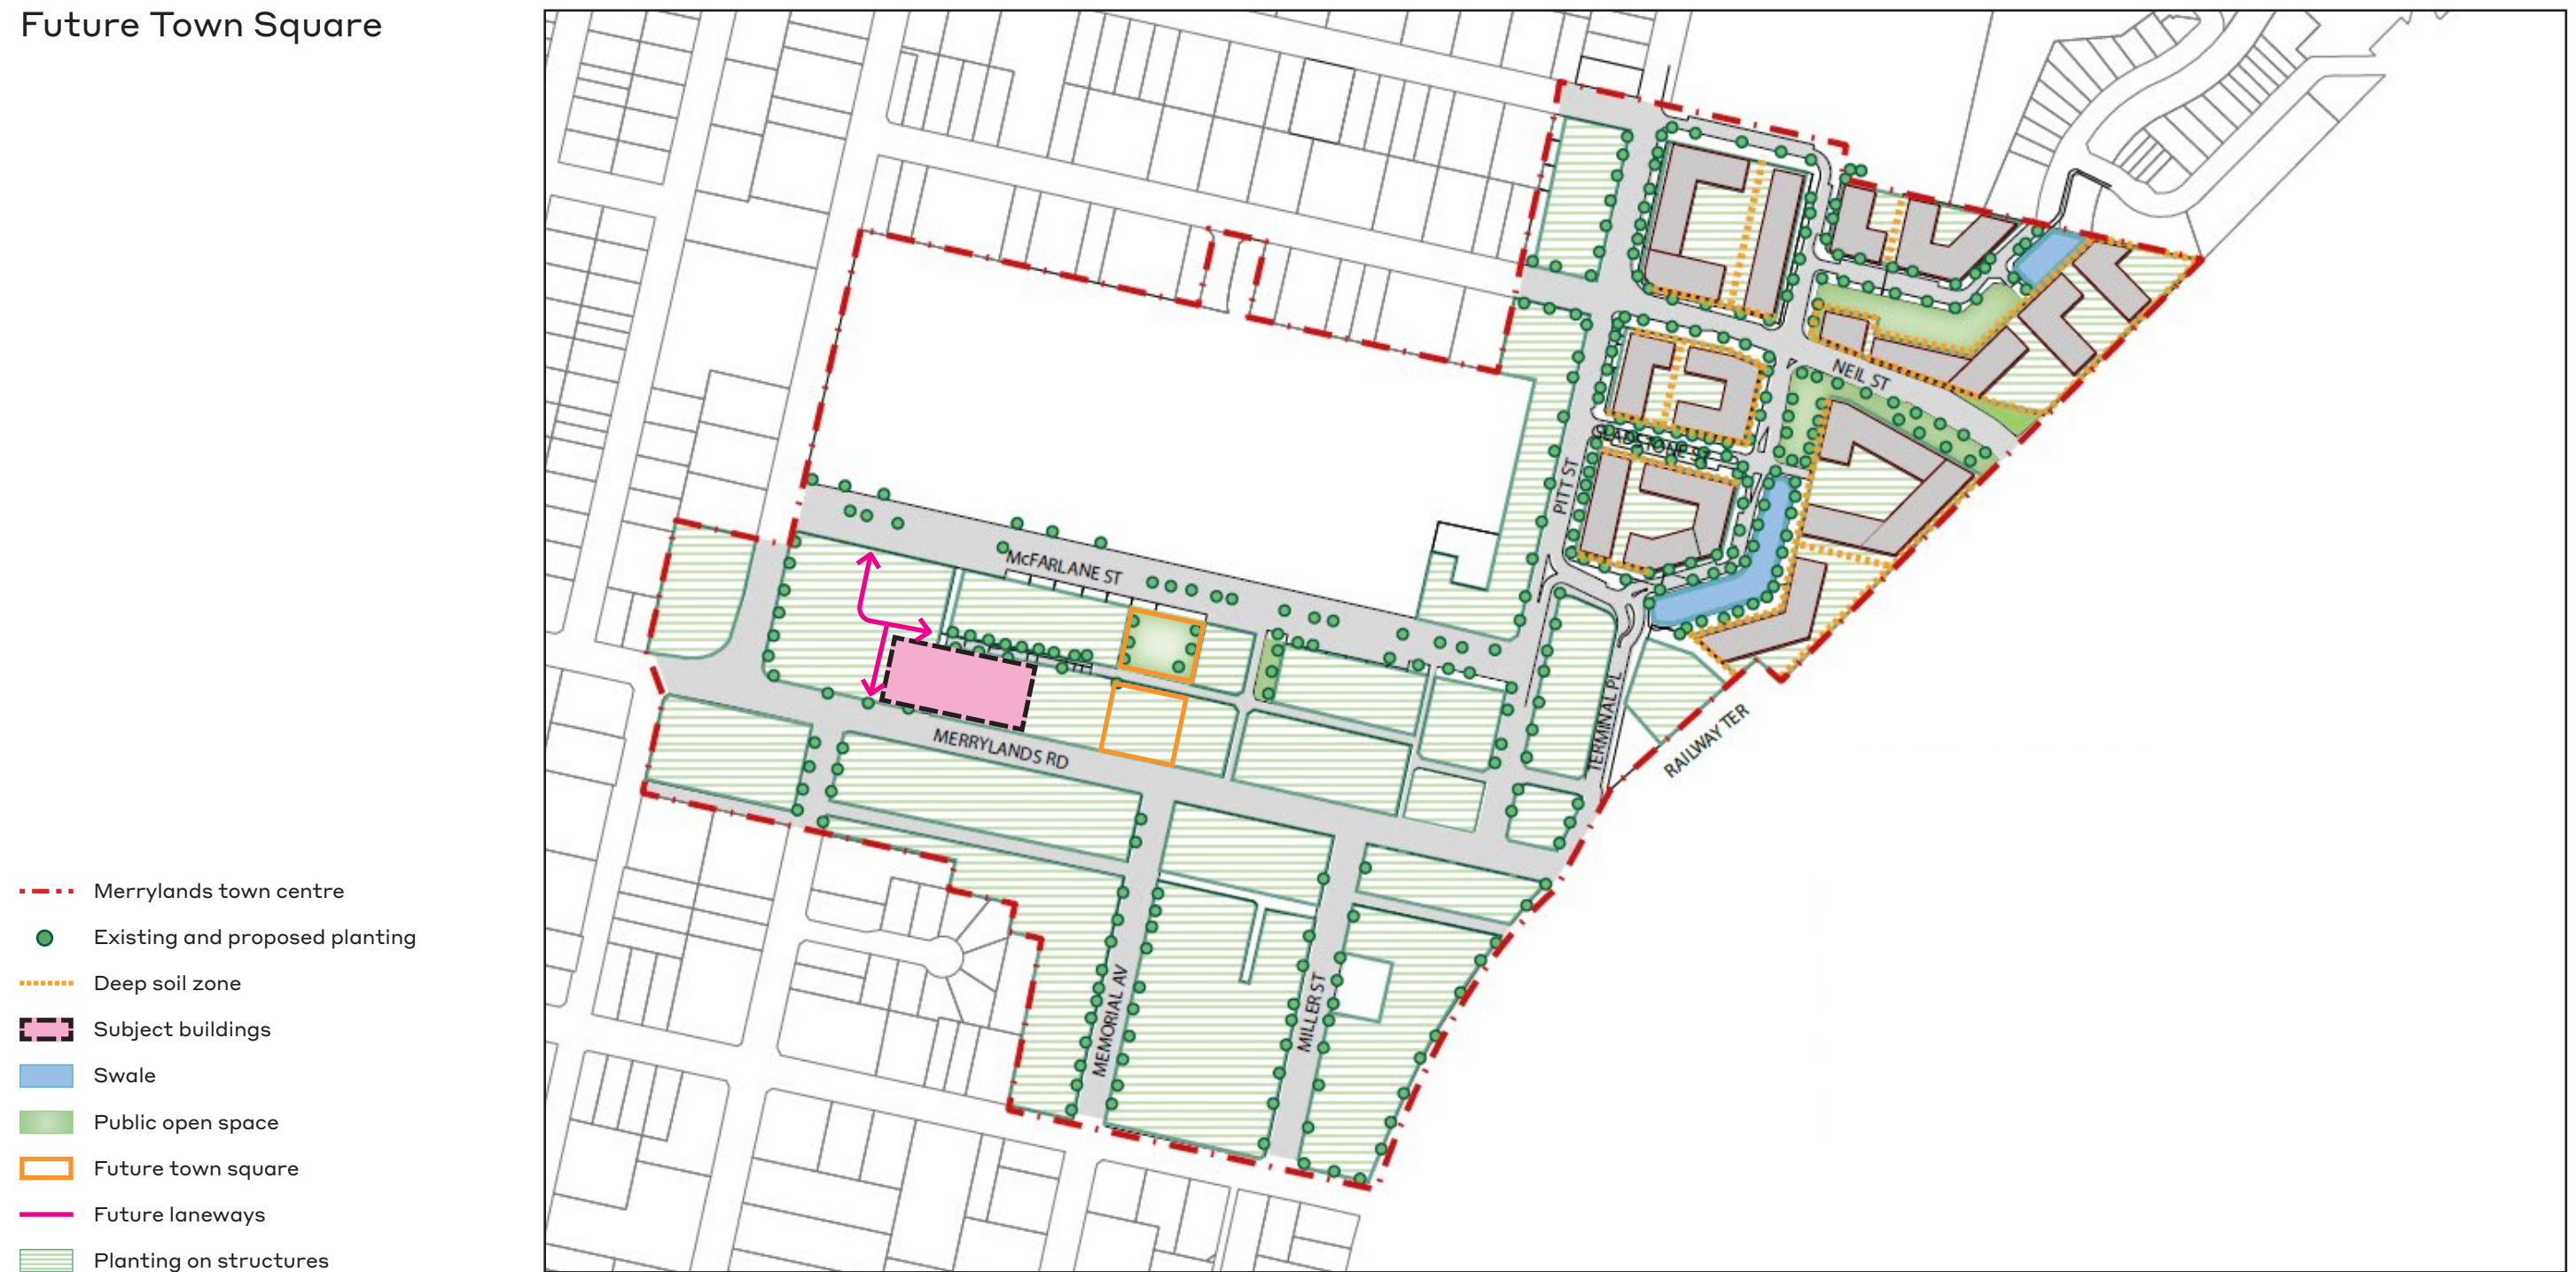 Future Town Square
NEIL ST
GLADSTONE ST
PITT ST
McFARLANE ST
TERMINAL PL
RAILWAY TER
MERRYLANDS RD
MEMORIAL AV
MILLER ST
Merrylands town centre
Existing and proposed planting
Deep soil zone
Subject buildings
Swale
Public open space
Future town square
Future laneways
Planting on structures